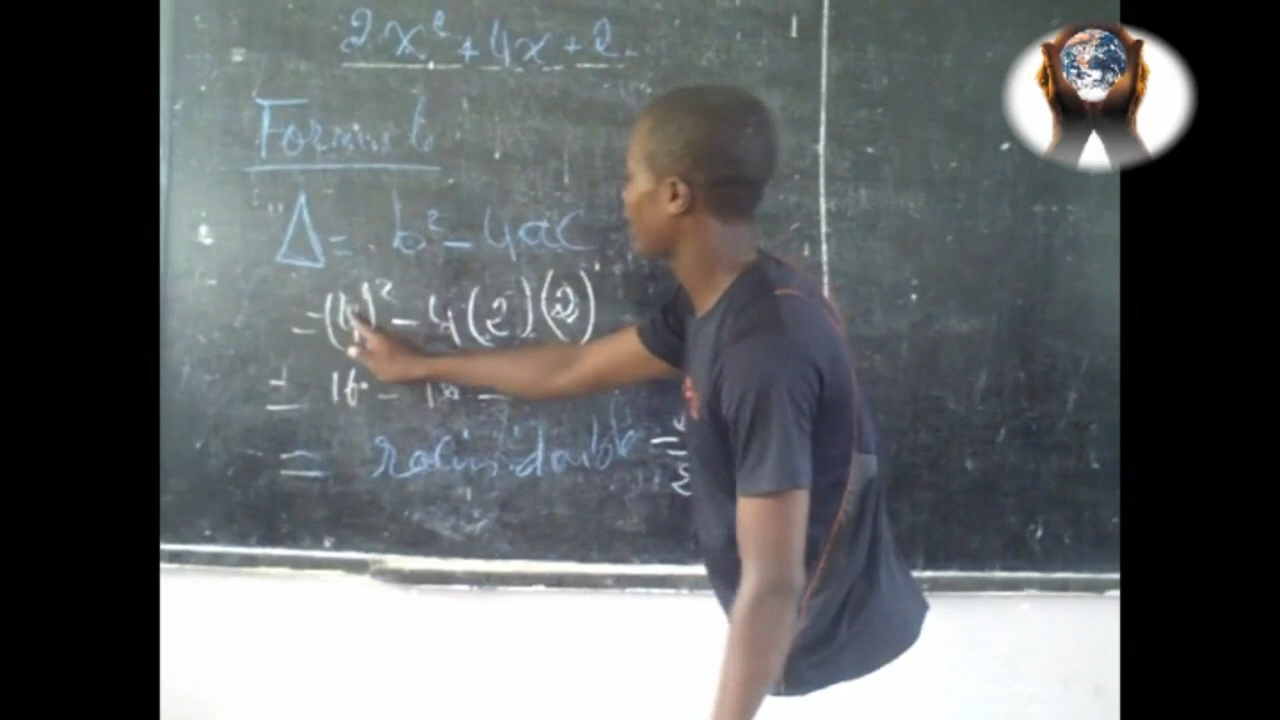 2x² + 4x + 2
Formule
Δ = b² - 4ac
= (4)² - 4(2)(2)
= 16 - 16 =
= racine double =